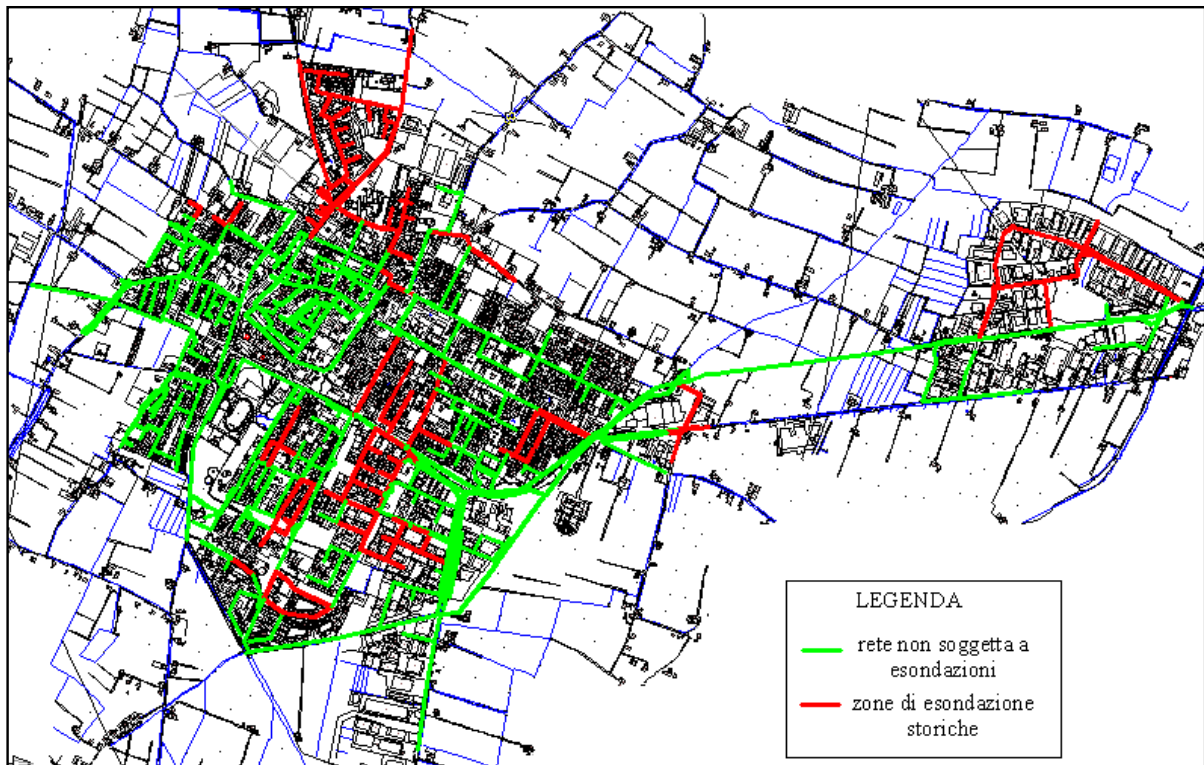 LEGENDA
rete non soggetta a
esondazioni
zone di esondazione
storiche